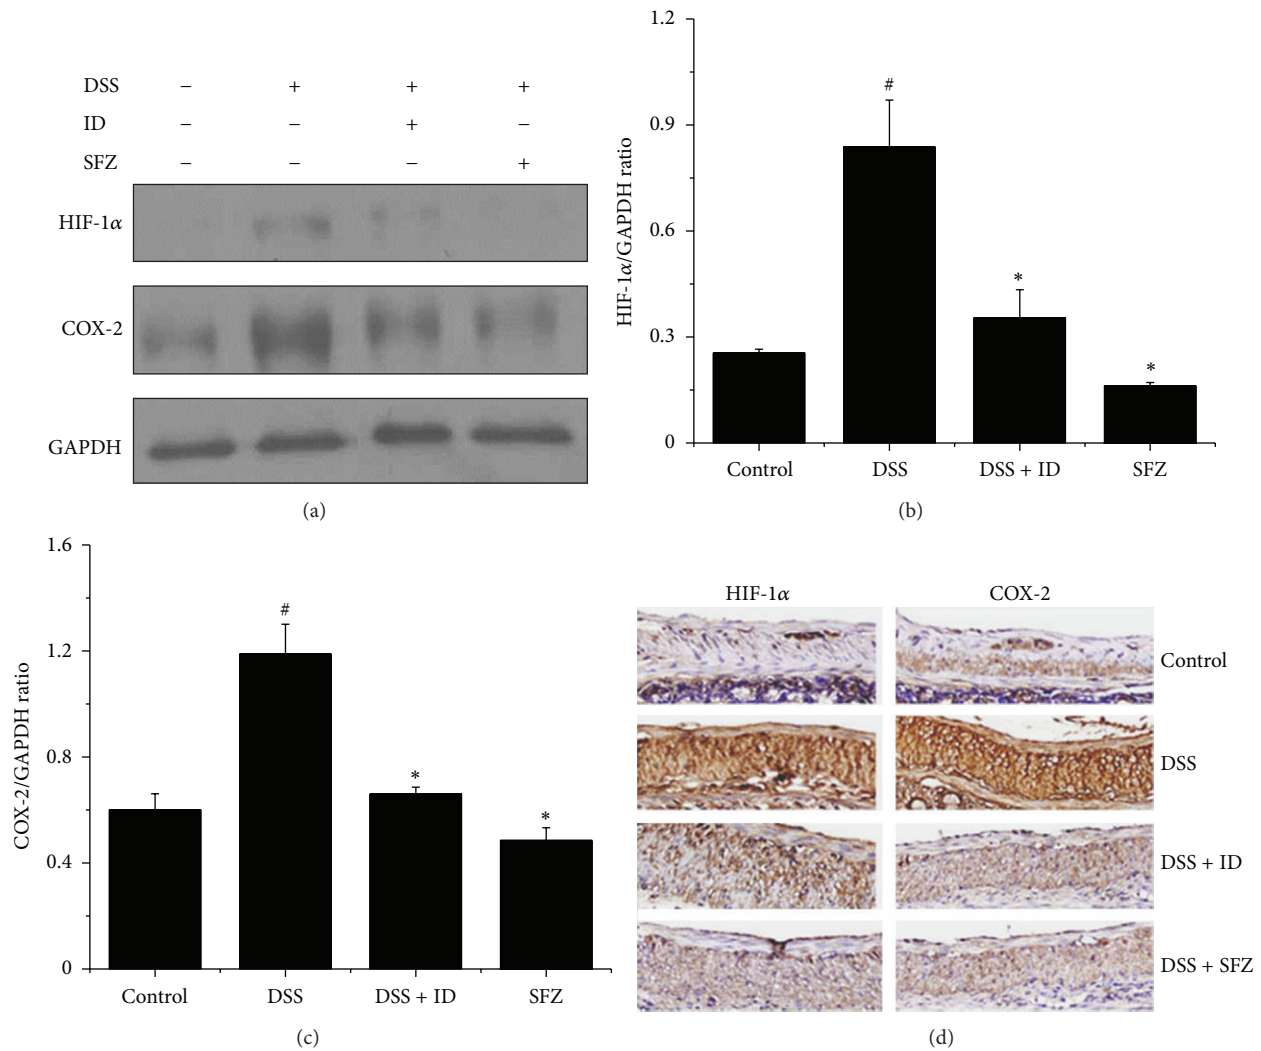 DSS − + + +
ID − − + −
SFZ − − − +
HIF-1α
COX-2
GAPDH
(a)
HIF-1α/GAPDH ratio
1.2
0.9
0.6
0.3
0
#
*
*
Control DSS DSS + ID SFZ
(b)
COX-2/GAPDH ratio
1.6
1.2
0.8
0.4
0
#
*
*
Control DSS DSS + ID SFZ
(c)
HIF-1α COX-2
Control
DSS
DSS + ID
DSS + SFZ
(d)